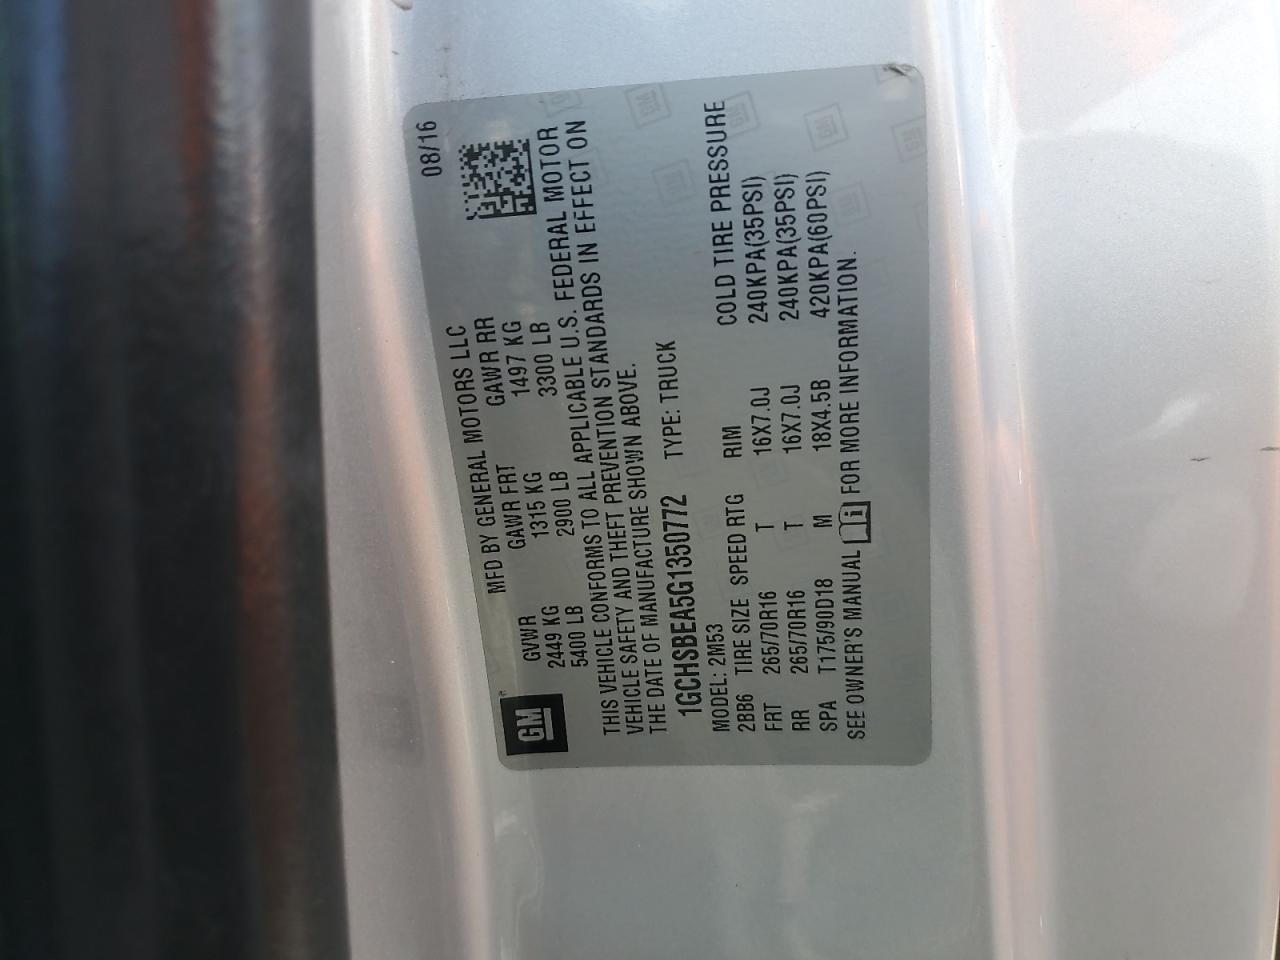 08/16
MFD BY GENERAL MOTORS LLC
GM
GVWR GAWR FRT GAWR RR
2449 KG 1315 KG 1497 KG
5400 LB 2900 LB 3300 LB
THIS VEHICLE CONFORMS TO ALL APPLICABLE U.S. FEDERAL MOTOR
VEHICLE SAFETY AND THEFT PREVENTION STANDARDS IN EFFECT ON
THE DATE OF MANUFACTURE SHOWN ABOVE.
1GCHSBEA5G1350772 TYPE: TRUCK
MODEL: 2M53
2BB6 TIRE SIZE SPEED RTG RIM COLD TIRE PRESSURE
FRT 265/70R16 T 16X7.0J 240KPA(35PSI)
RR 265/70R16 T 16X7.0J 240KPA(35PSI)
SPA T175/90D18 M 18X4.5B 420KPA(60PSI)
SEE OWNER'S MANUAL FOR MORE INFORMATION.